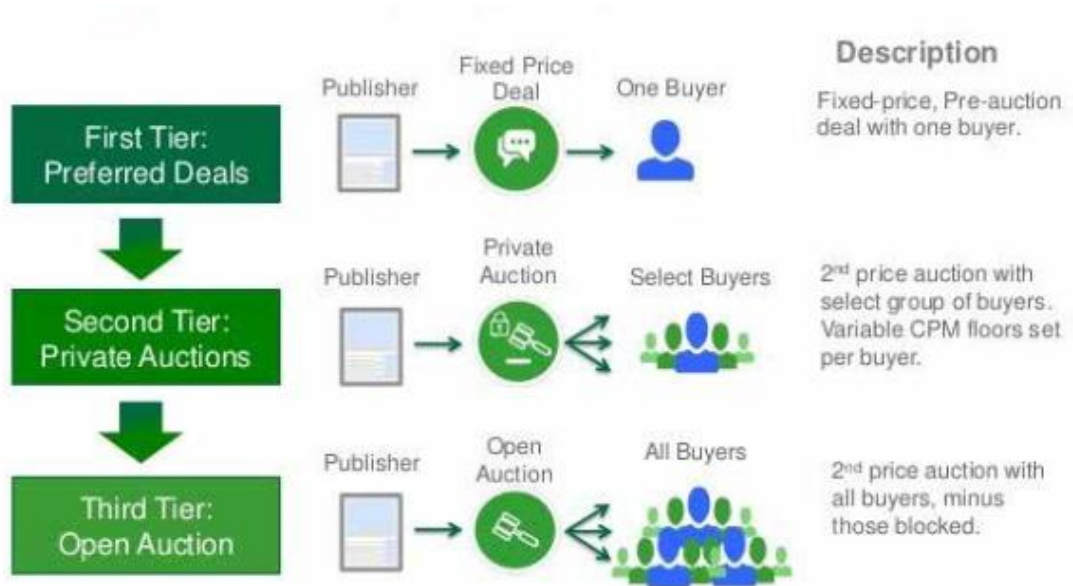 Description
First Tier:
Preferred Deals
Publisher
Fixed Price
Deal
One Buyer
Fixed-price, Pre-auction
deal with one buyer.
Second Tier:
Private Auctions
Publisher
Private
Auction
Select Buyers
2nd price auction with
select group of buyers.
Variable CPM floors set
per buyer.
Third Tier:
Open Auction
Publisher
Open
Auction
All Buyers
2nd price auction with
all buyers, minus
those blocked.